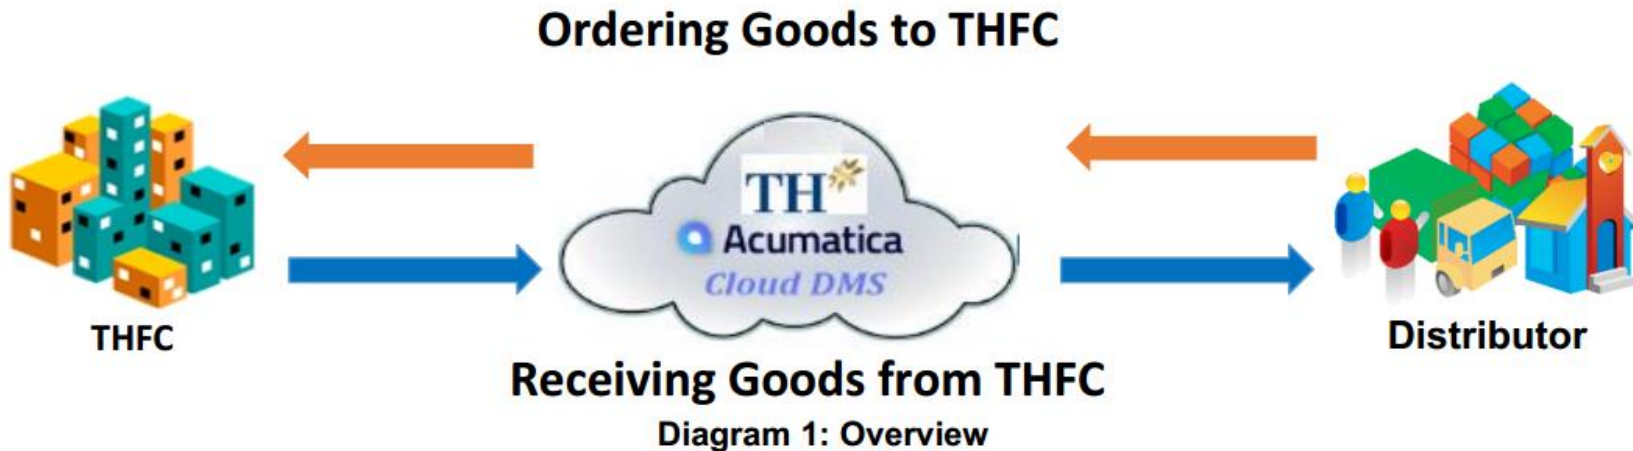 Ordering Goods to THFC
TH
Acumatica
Cloud DMS
THFC
Distributor
Receiving Goods from THFC
Diagram 1: Overview